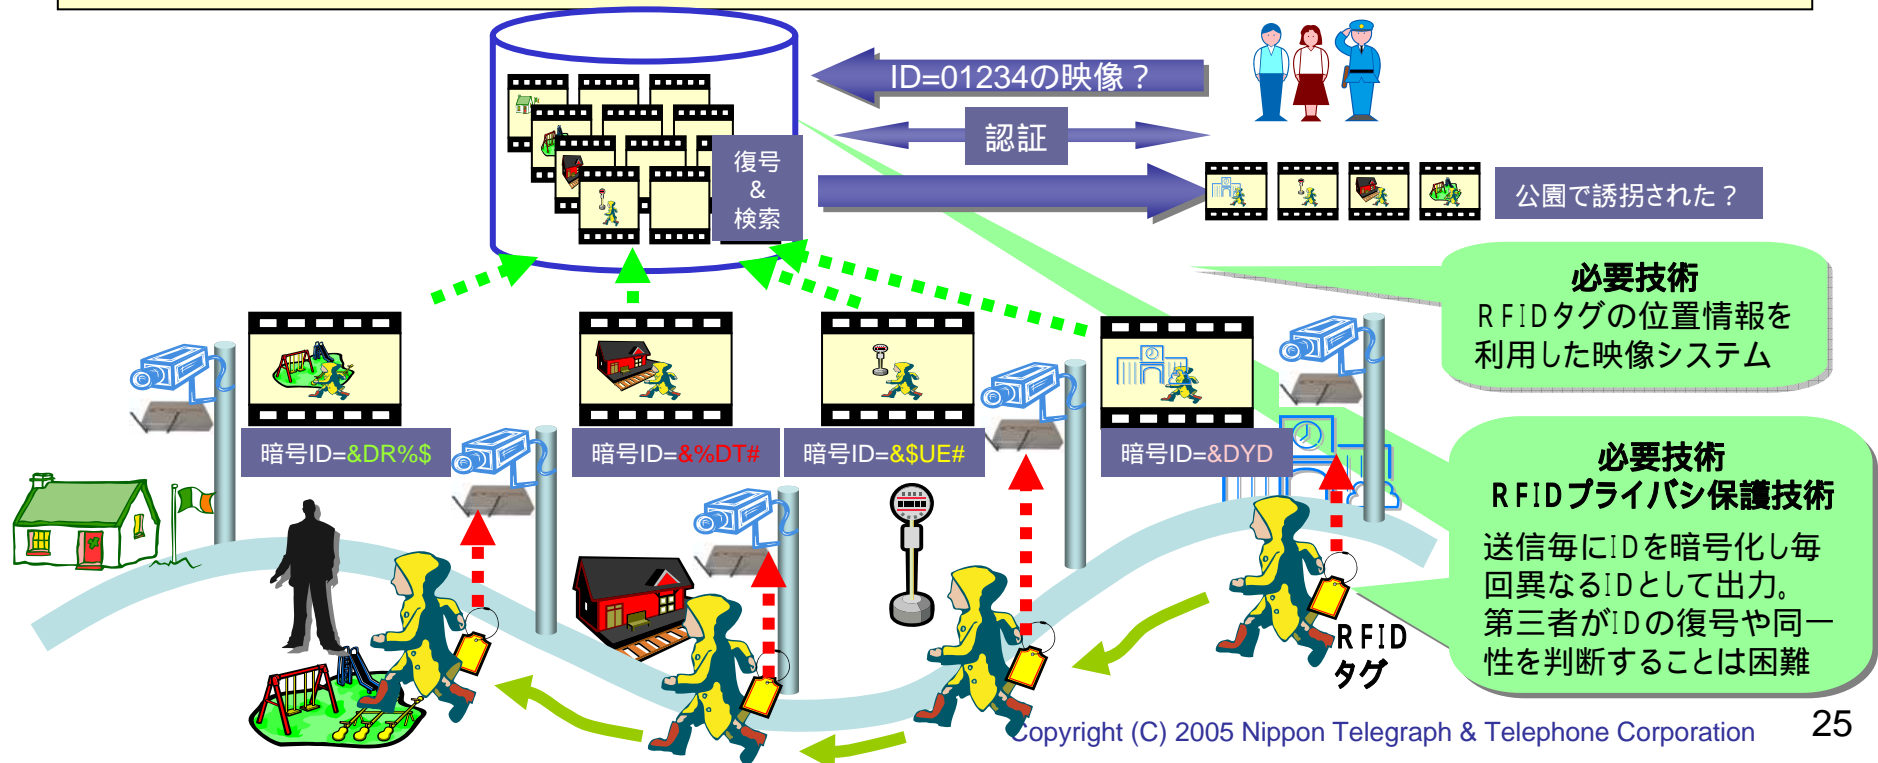 ID=01234の映像？
認証
復号
&
検索
公園で誘拐された？
必要技術
RFIDタグの位置情報を
利用した映像システム
暗号ID=&DR%$
暗号ID=&%DT#
暗号ID=&$UE#
暗号ID=&DYD
必要技術
RFIDプライバシ保護技術
送信毎にIDを暗号化し毎
回異なるIDとして出力。
第三者がIDの復号や同一
性を判断することは困難
RFID
タグ
Copyright (C) 2005 Nippon Telegraph & Telephone Corporation
25